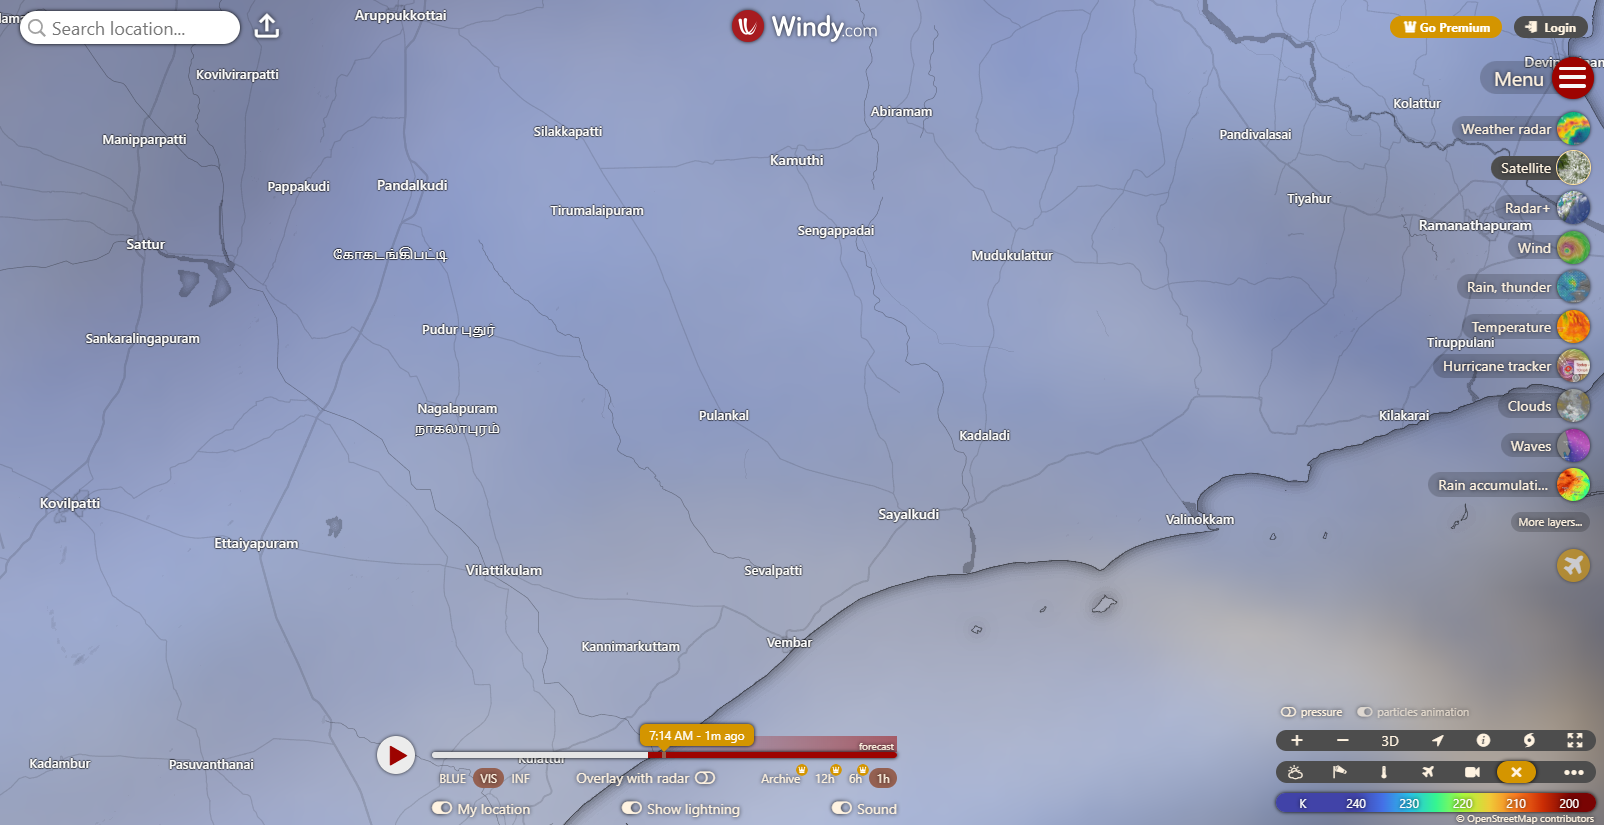 Aruppukkottai
Search location...
Windy.com
Go Premium
Login
Menu
Kovilvirarpatti
Kolattur
Abiramam
Weather radar
Silakkapatti
Pandivalasai
Manipparpatti
Kamuthi
Satellite
Pappakudi
Pandalkudi
Tiyahur
Radar+
Tirumalaipuram
Ramanathapuram
Sengappadai
Sattur
Wind
கோகடங்கிபட்டி
Mudukulattur
Rain, thunder
Pudur புதூர்
Temperature
Sankaralingapuram
Tiruppulani
Hurricane tracker
Nagalapuram
நாகலாபுரம்
Clouds
Pulankal
Kilakarai
Kadaladi
Waves
Rain accumulati...
Kovilpatti
Sayalkudi
Valinokkam
More layers...
Ettaiyapuram
Vilattikulam
Sevalpatti
Kannimarkuttam
Vembar
pressure
particles animation
7:14 AM - 1m ago
forecast
3D
Kulattur
Kadambur
Pasuvanthanai
BLUE VIS INF
Overlay with radar
Archive 12h 6h 1h
My location
Show lightning
Sound
K 240 230 220 210 200
© OpenStreetMap contributors